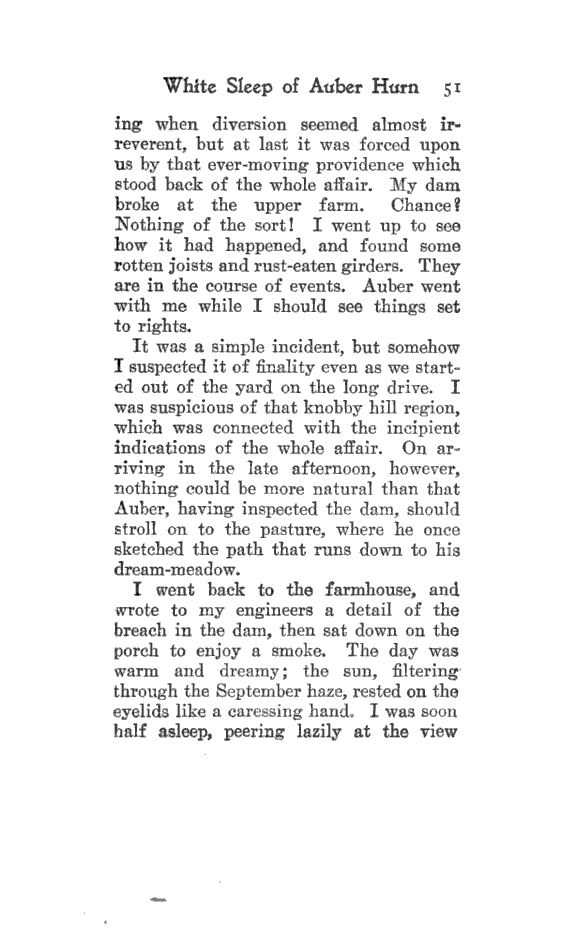 White Sleep of Auber Hurn 51
ing when diversion seemed almost ir-
reverent, but at last it was forced upon
us by that ever-moving providence which
stood back of the whole affair. My dam
broke at the upper farm. Chance?
Nothing of the sort! I went up to see
how it had happened, and found some
rotten joists and rust-eaten girders. They
are in the course of events. Auber went
with me while I should see things set
to rights.
It was a simple incident, but somehow
I suspected it of finality even as we start-
ed out of the yard on the long drive. I
was suspicious of that knobby hill region,
which was connected with the incipient
indications of the whole affair. On ar-
riving in the late afternoon, however,
nothing could be more natural than that
Auber, having inspected the dam, should
stroll on to the pasture, where he once
sketched the path that runs down to his
dream-meadow.
I went back to the farmhouse, and
wrote to my engineers a detail of the
breach in the dam, then sat down on the
porch to enjoy a smoke. The day was
warm and dreamy; the sun, filtering
through the September haze, rested on the
eyelids like a caressing hand. I was soon
half asleep, peering lazily at the view